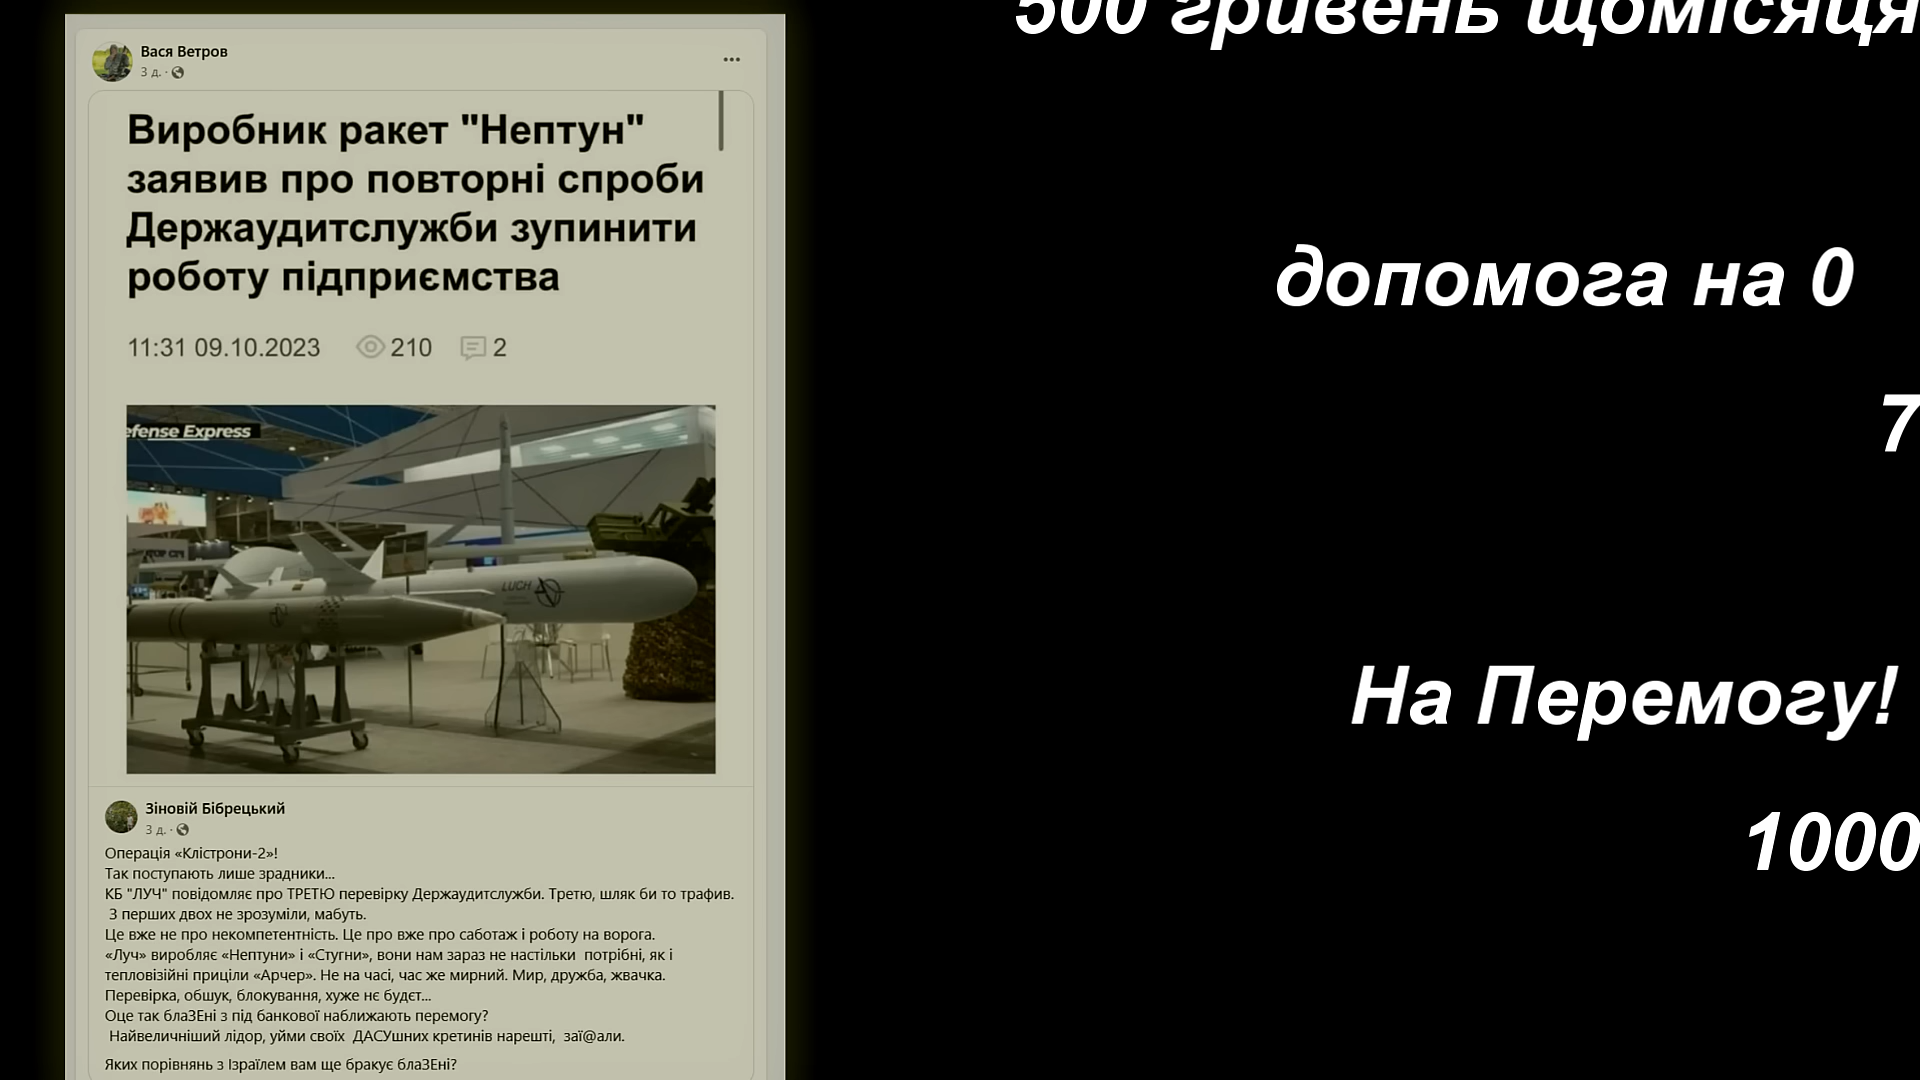 Вася Ветров
3 д. ·
Виробник ракет "Нептун"
заявив про повторні спроби
Держаудитслужби зупинити
роботу підприємства
11:31 09.10.2023 210 2
efense Express
LUCH
Зіновій Бібрецький
3 д. ·
Операція «Клістрони-2»!
Так поступають лише зрадники...
КБ "ЛУЧ" повідомляє про ТРЕТЮ перевірку Держаудитслужби. Третю, шляк би то трафив.
З перших двох не зрозуміли, мабуть.
Це вже не про некомпетентність. Це про вже про саботаж і роботу на ворога.
«Луч» виробляє «Нептуни» і «Стугни», вони нам зараз не настільки потрібні, як і
тепловізійні приціли «Арчер». Не на часі, час же мирний. Мир, дружба, жвачка.
Перевірка, обшук, блокування, хуже нє будєт...
Оце так блаЗЕні з під банкової наближають перемогу?
Найвеличніший лідор, уйми своїх ДАСУшних кретинів нарешті, заї@али.
Яких порівнянь з Ізраїлем вам ще бракує блаЗЕні?
500 гривень щомісяця
допомога на 0
7
На Перемогу!
1000